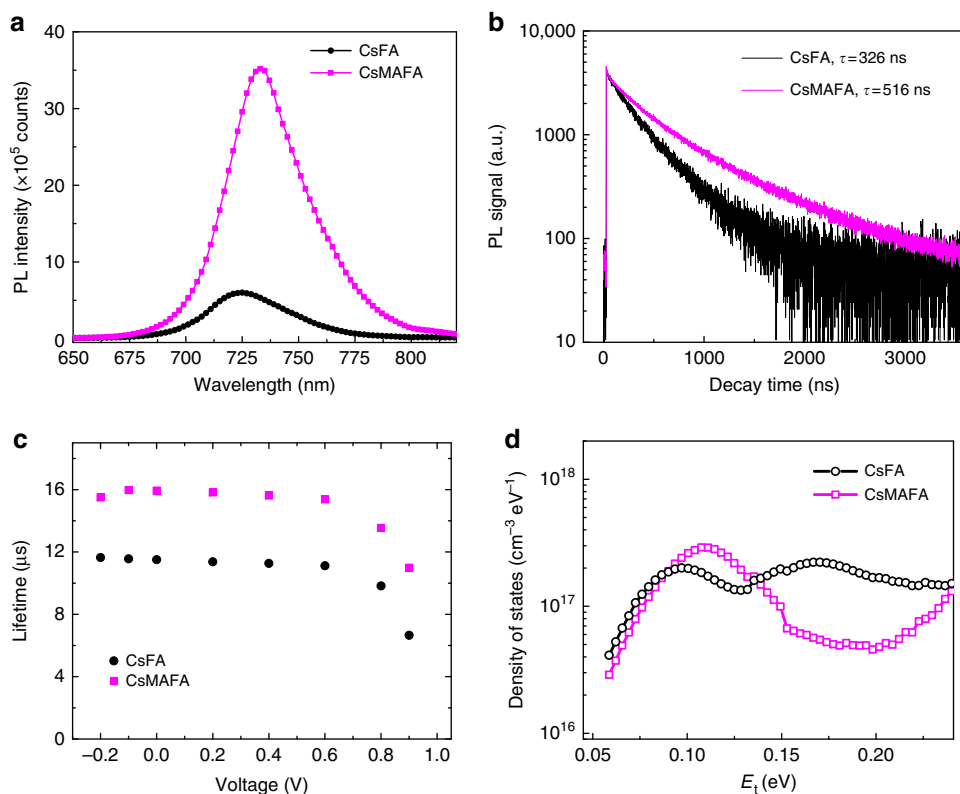 a
40
35
30
20
10
0
PL intensity (×10⁵ counts)
CsFA
CsMAFA
650 675 700 725 750 775 800
Wavelength (nm)
b
10,000
1000
100
10
PL signal (a.u.)
CsFA, τ=326 ns
CsMAFA, τ=516 ns
0 1000 2000 3000
Decay time (ns)
c
16
12
8
4
0
Lifetime (μs)
CsFA
CsMAFA
–0.2 0.0 0.2 0.4 0.6 0.8 1.0
Voltage (V)
d
10¹⁸
10¹⁷
10¹⁶
Density of states (cm⁻³ eV⁻¹)
CsFA
CsMAFA
0.05 0.10 0.15 0.20
Eₜ (eV)